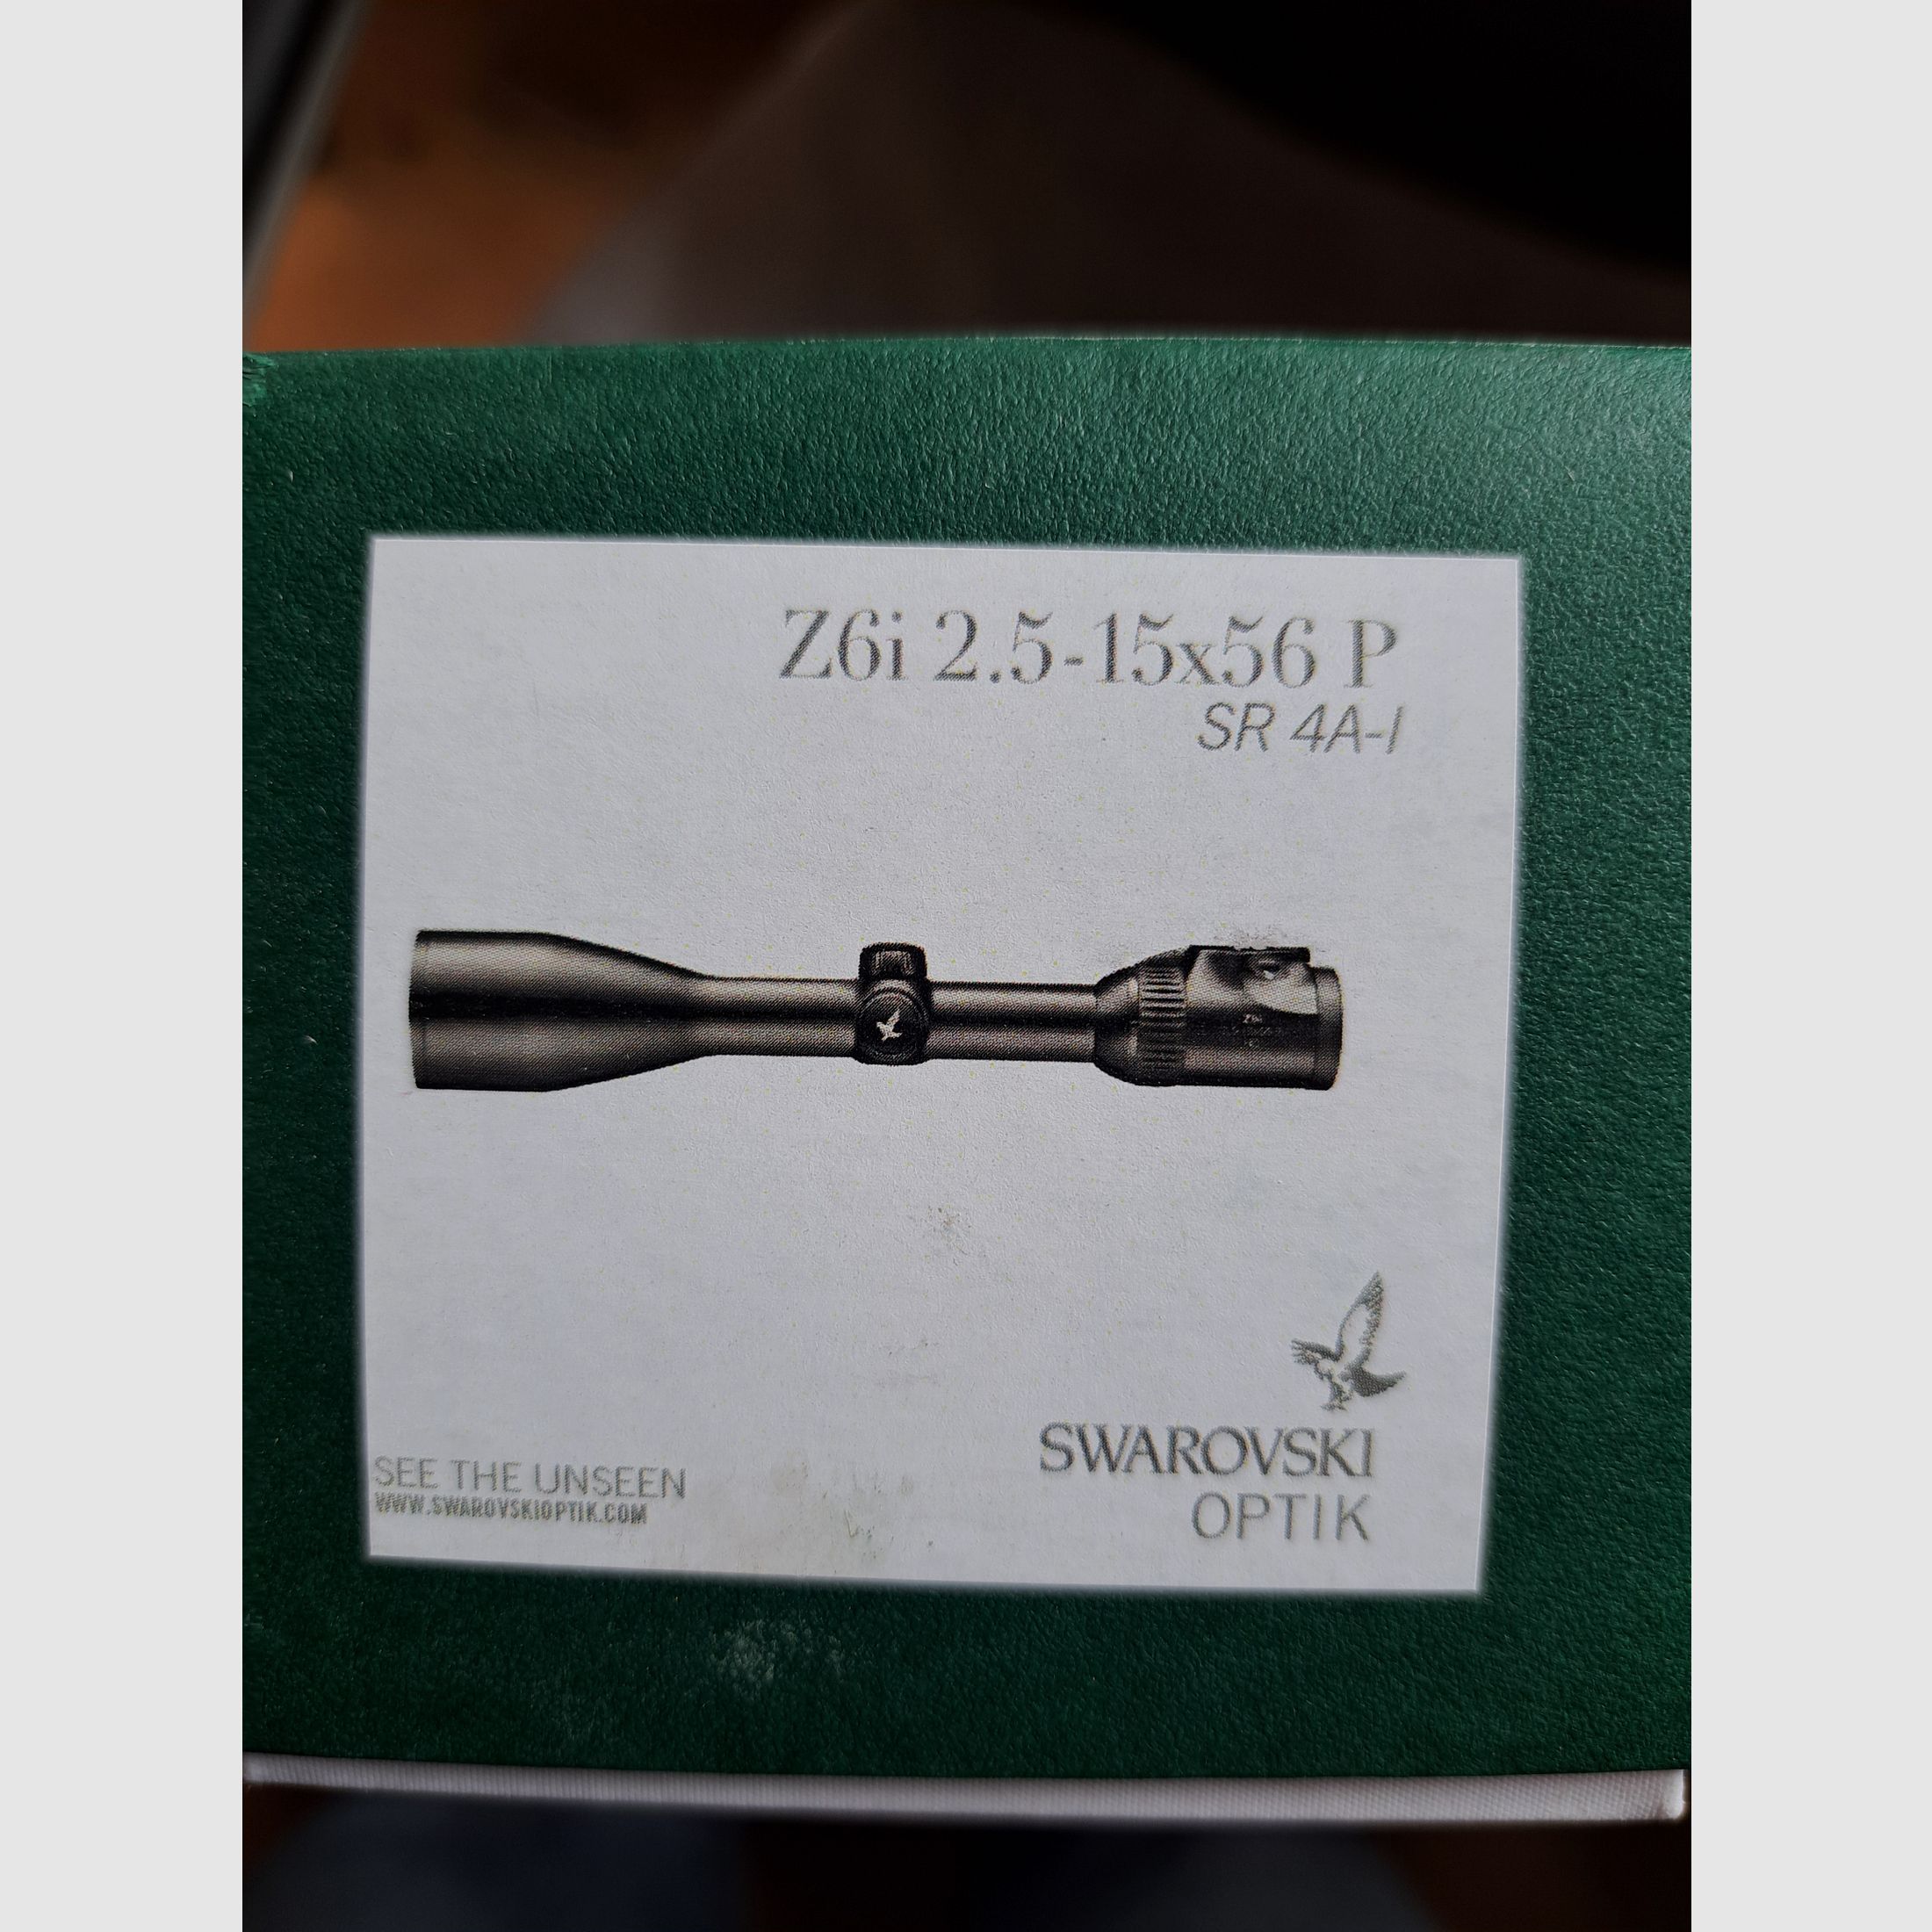 Z6i 2.5-15x56 P
SR 4A-I
SEE THE UNSEEN
WWW.SWAROVSKIOPTIK.COM
SWAROVSKI
OPTIK